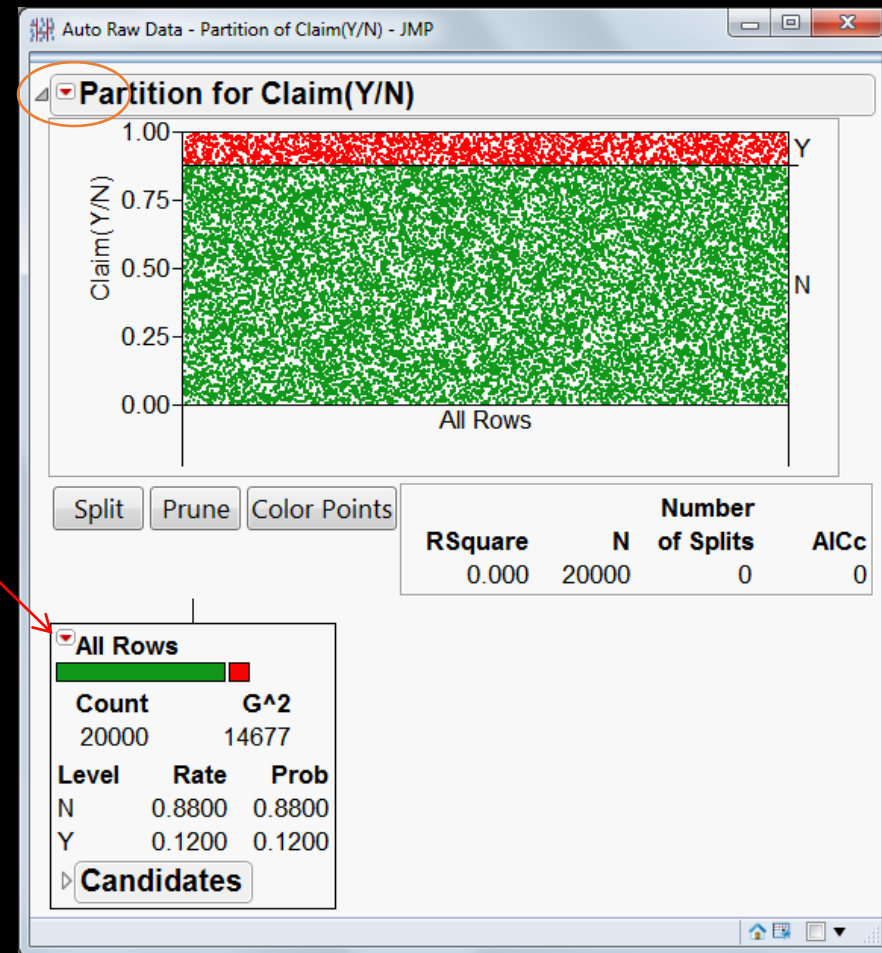 Auto Raw Data - Partition of Claim(Y/N) - JMP
Partition for Claim(Y/N)
Claim(Y/N)
1.00
0.75
0.50
0.25
0.00
Y
N
All Rows
Split Prune Color Points
Number
RSquare N of Splits AICc
0.000 20000 0 0
All Rows
Count G^2
20000 14677
Level Rate Prob
N 0.8800 0.8800
Y 0.1200 0.1200
Candidates